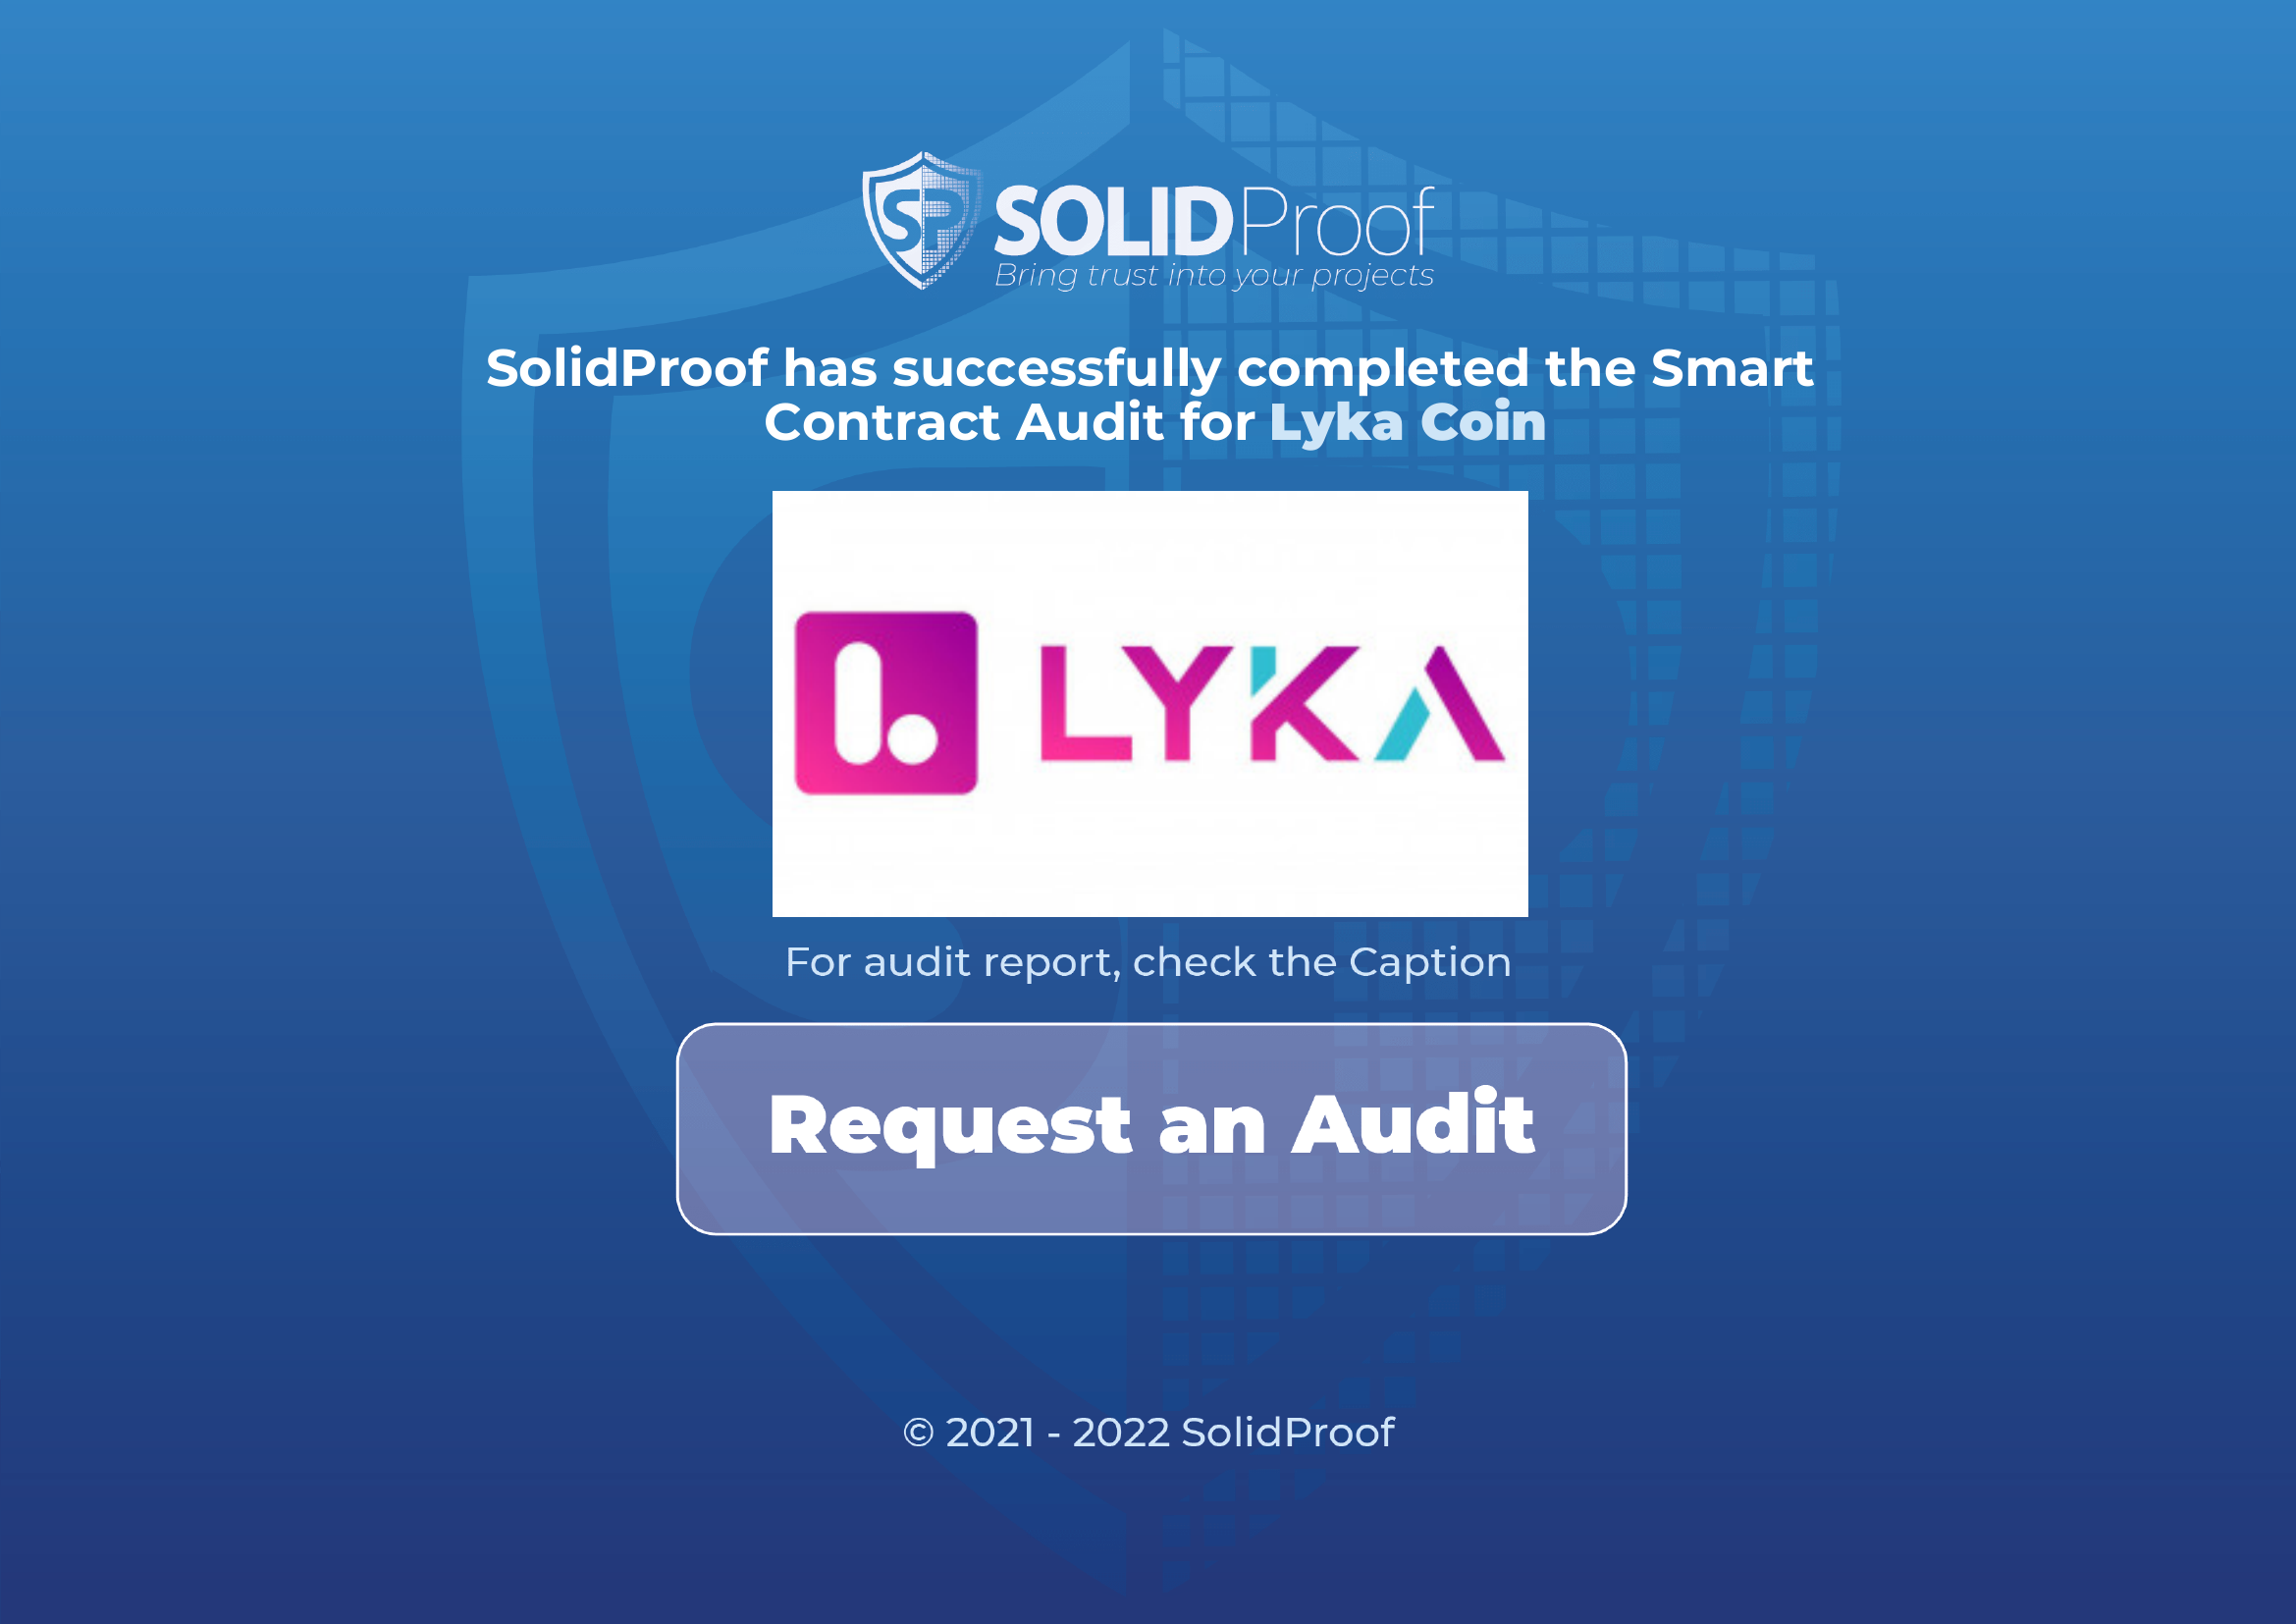 SP SOLIDProof
Bring trust into your projects
SolidProof has successfully completed the Smart
Contract Audit for Lyka Coin
LYKA
For audit report, check the Caption
Request an Audit
© 2021 - 2022 SolidProof